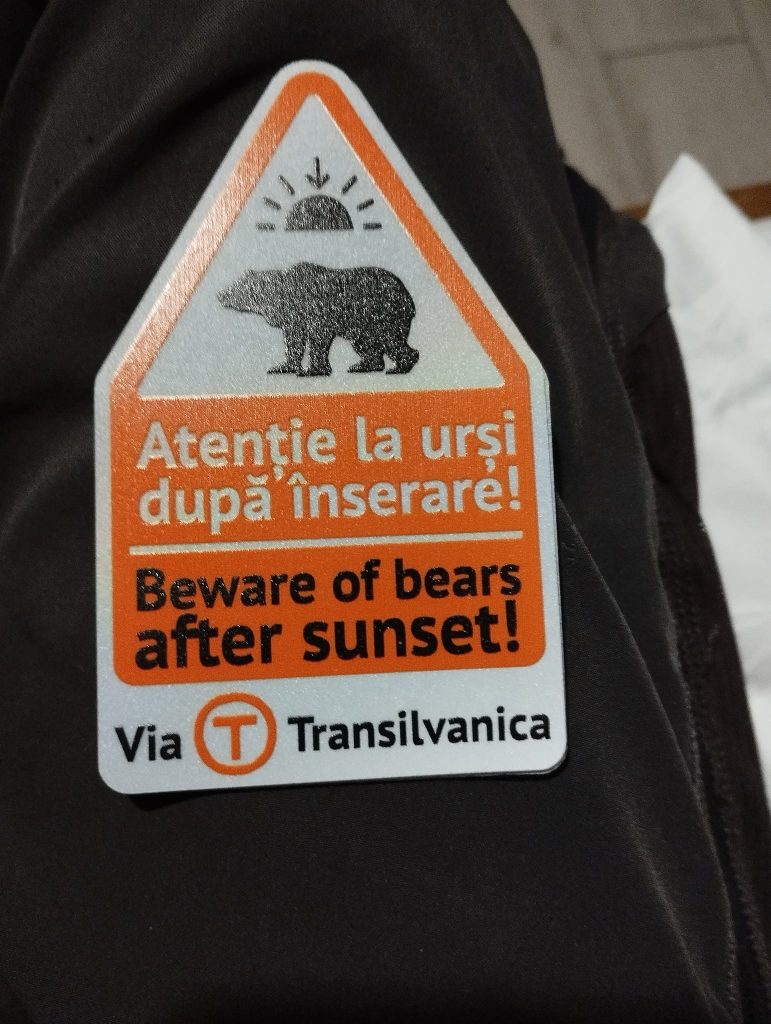 Atenție la urși
după înserare!
Beware of bears
after sunset!
Via T Transilvanica